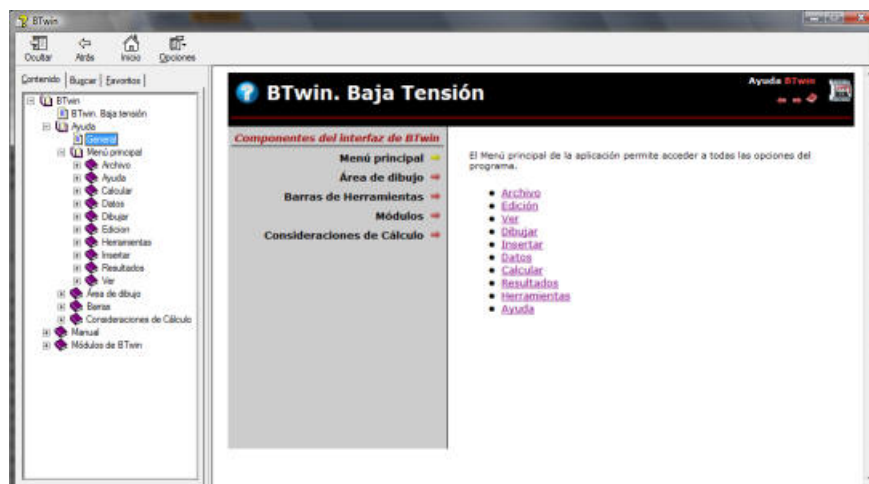 BTwin
Ocultar Atrás Inicio Opciones
Contenido Buscar Favoritos
BTwin
BTwin. Baja tensión
Ayuda
General
Menú principal
Archivo
Ayuda
Calcular
Datos
Dibujar
Edicion
Herramientas
Insertar
Resultados
Ver
Área de dibujo
Barras
Consideraciones de Cálculo
Manual
Módulos de BTwin
BTwin. Baja Tensión
Ayuda BTwin
Componentes del interfaz de BTwin
Menú principal
Área de dibujo
Barras de Herramientas
Módulos
Consideraciones de Cálculo
El Menú principal de la aplicación permite acceder a todas las opciones del
programa.
Archivo
Edición
Ver
Dibujar
Insertar
Datos
Calcular
Resultados
Herramientas
Ayuda